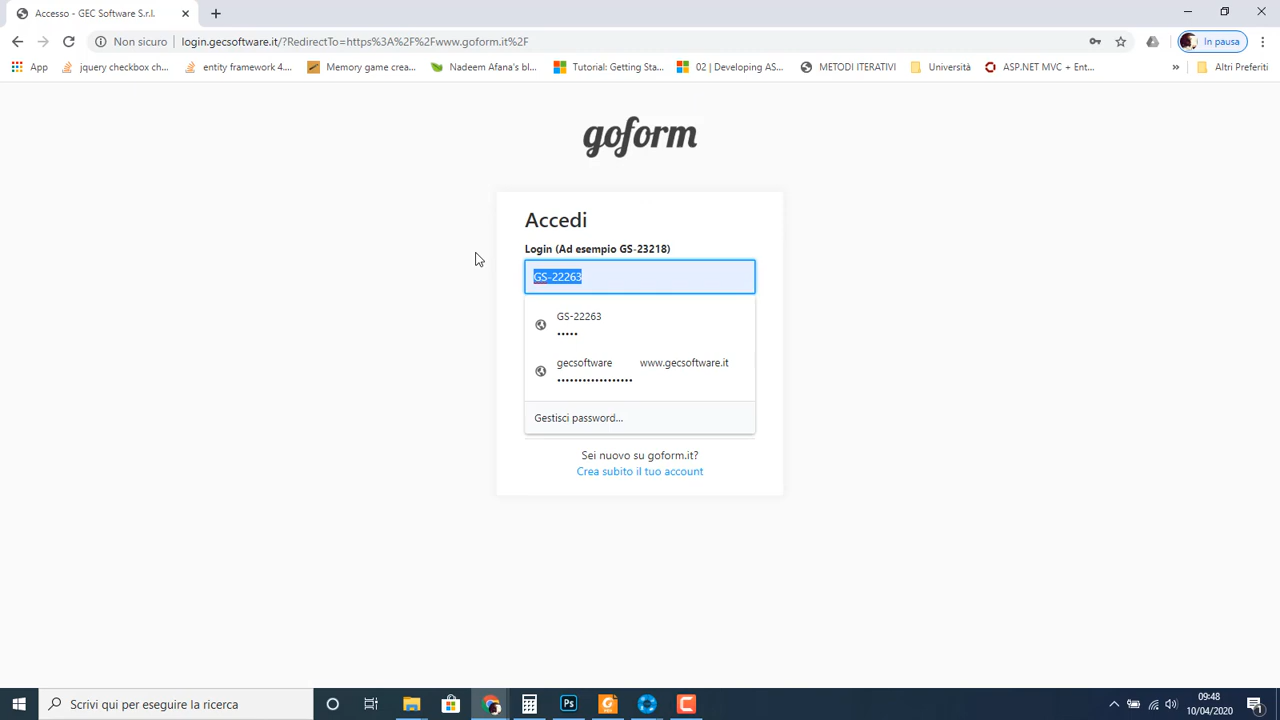 Accesso - GEC Software S.r.l.
Non sicuro login.gecsoftware.it/?RedirectTo=https%3A%2F%2Fwww.goform.it%2F In pausa
App jquery checkbox ch... entity framework 4.... Memory game crea... Nadeem Afana's bl... Tutorial: Getting Sta... 02 | Developing AS... METODI ITERATIVI Università ASP.NET MVC + Ent... » Altri Preferiti
goform
Accedi
Login (Ad esempio GS-23218)
GS-22263
GS-22263
•••••
gecsoftware www.gecsoftware.it
••••••••••••••••••
Gestisci password...
Sei nuovo su goform.it?
Crea subito il tuo account
Scrivi qui per eseguire la ricerca
Ps
09:48
10/04/2020
1